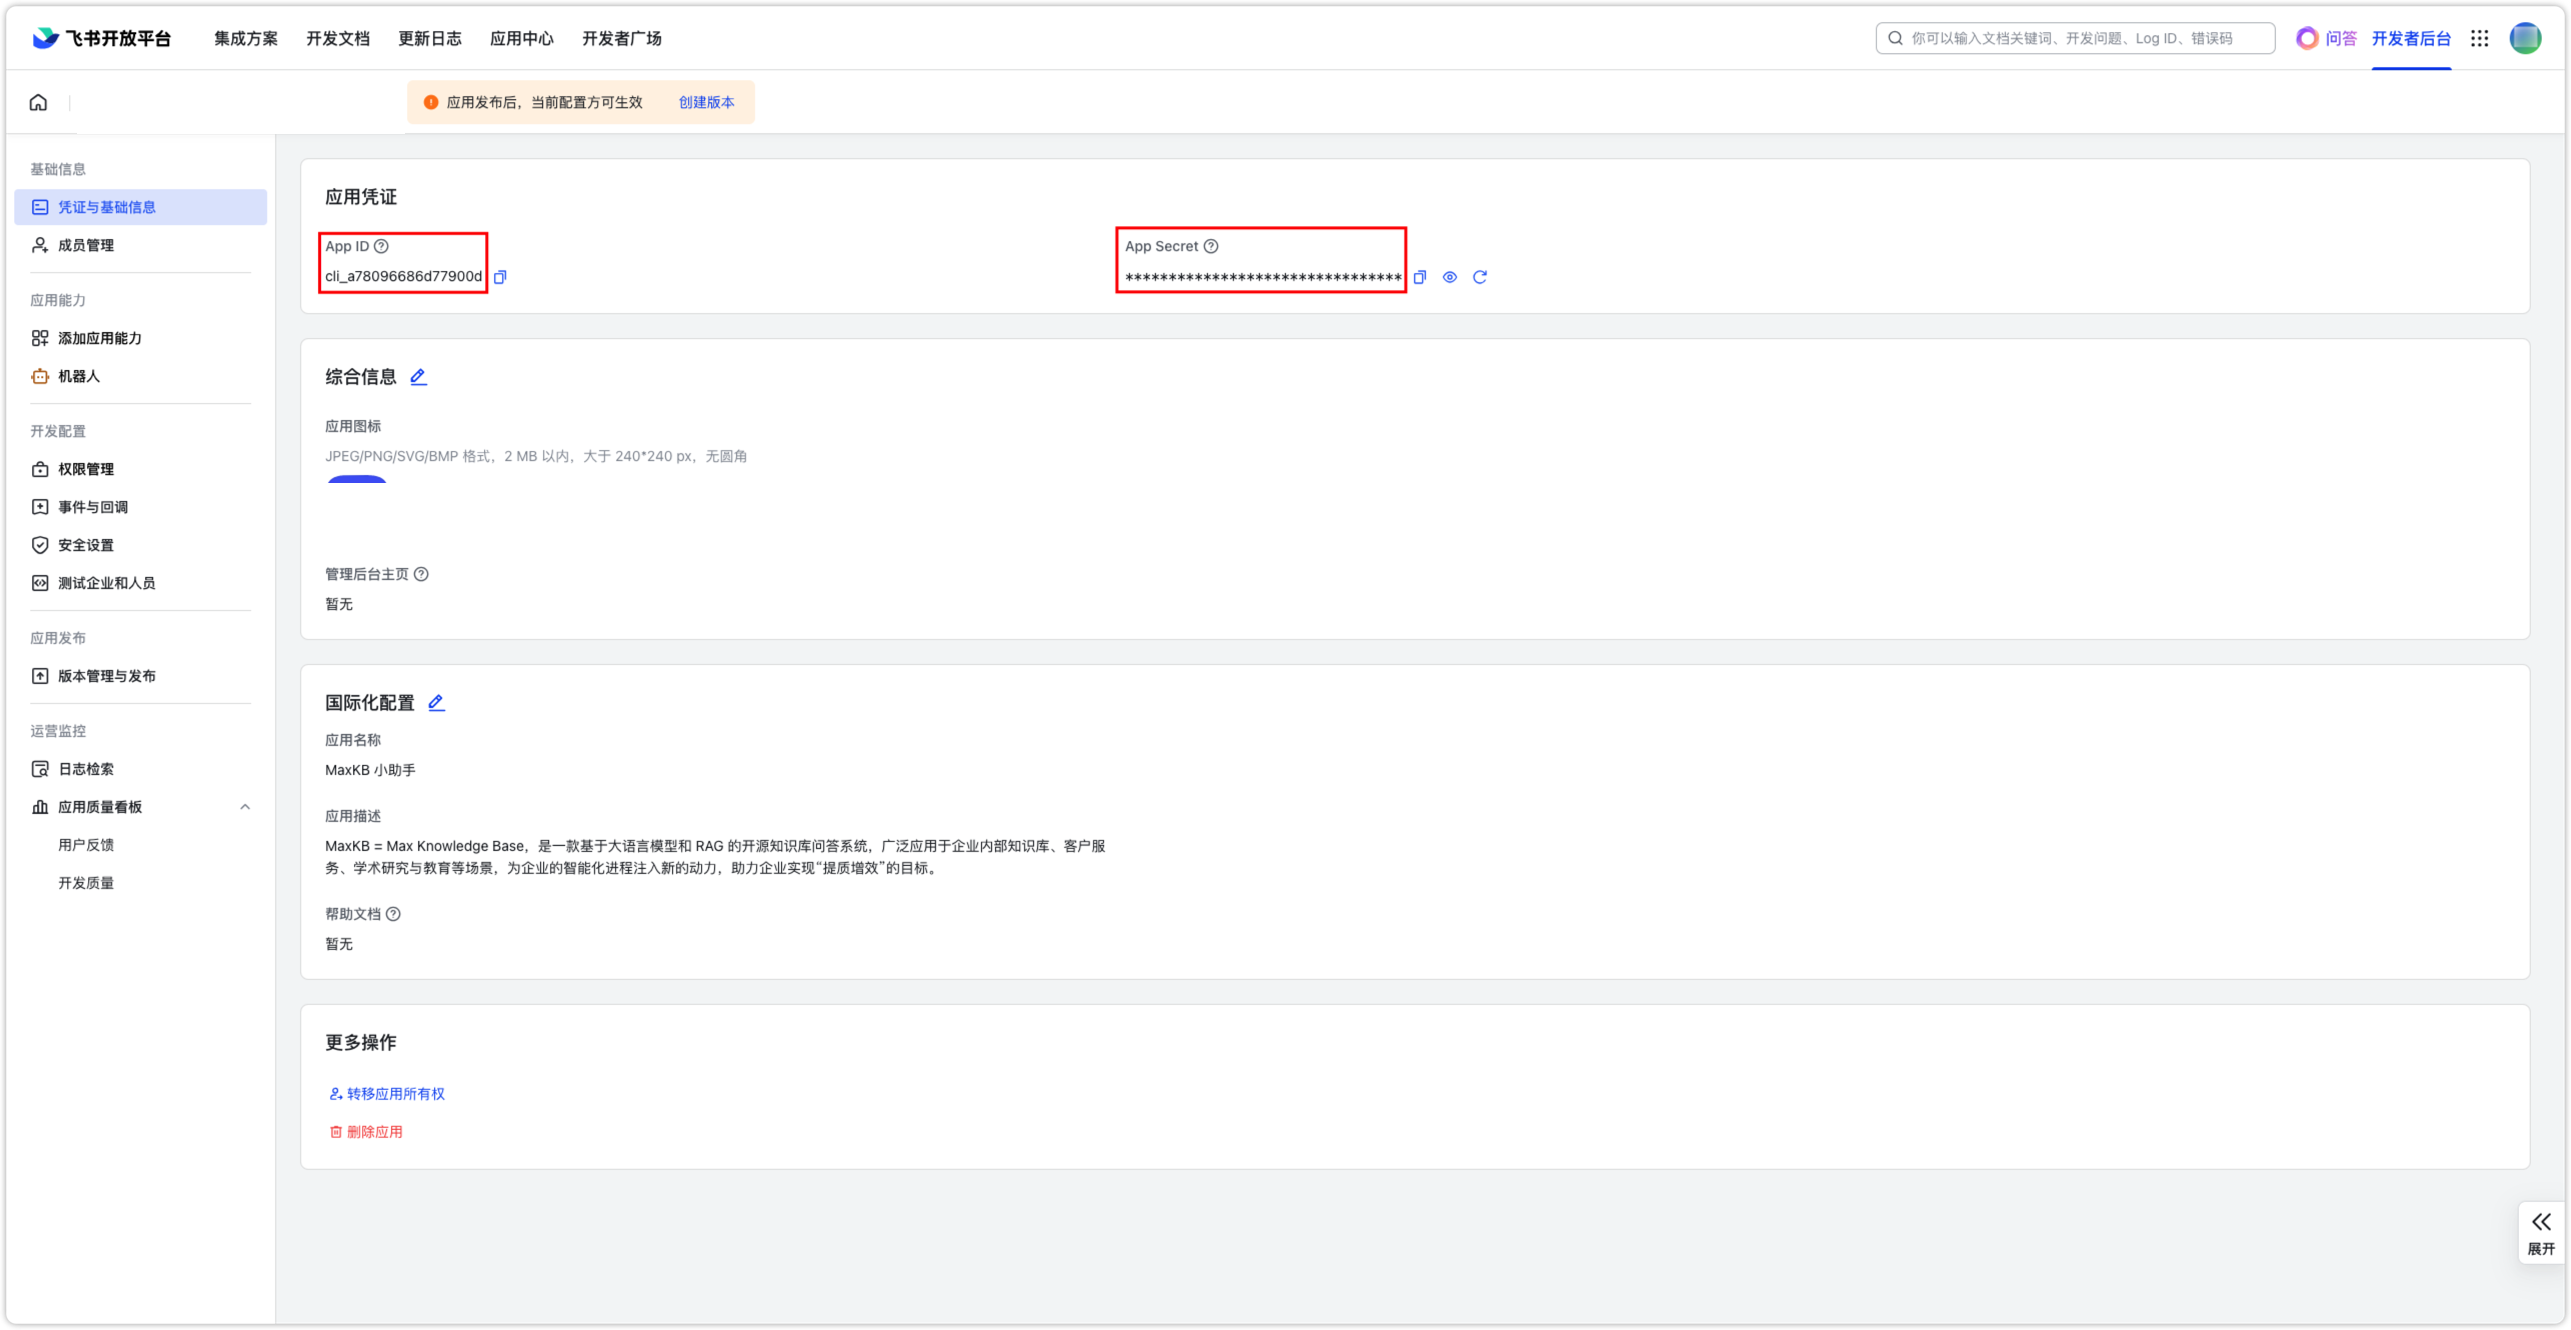 飞书开放平台 集成方案 开发文档 更新日志 应用中心 开发者广场 你可以输入文档关键词、开发问题、Log ID、错误码 问答 开发者后台
应用发布后，当前配置方可生效 创建版本
基础信息
凭证与基础信息
成员管理
应用能力
添加应用能力
机器人
开发配置
权限管理
事件与回调
安全设置
测试企业和人员
应用发布
版本管理与发布
运营监控
日志检索
应用质量看板
用户反馈
开发质量
应用凭证
App ID
cli_a78096686d77900d
App Secret
********************************
综合信息
应用图标
JPEG/PNG/SVG/BMP 格式，2 MB 以内，大于 240*240 px，无圆角
管理后台主页
暂无
国际化配置
应用名称
MaxKB 小助手
应用描述
MaxKB = Max Knowledge Base，是一款基于大语言模型和 RAG 的开源知识库问答系统，广泛应用于企业内部知识库、客户服
务、学术研究与教育等场景，为企业的智能化进程注入新的动力，助力企业实现“提质增效”的目标。
帮助文档
暂无
更多操作
转移应用所有权
删除应用
展开